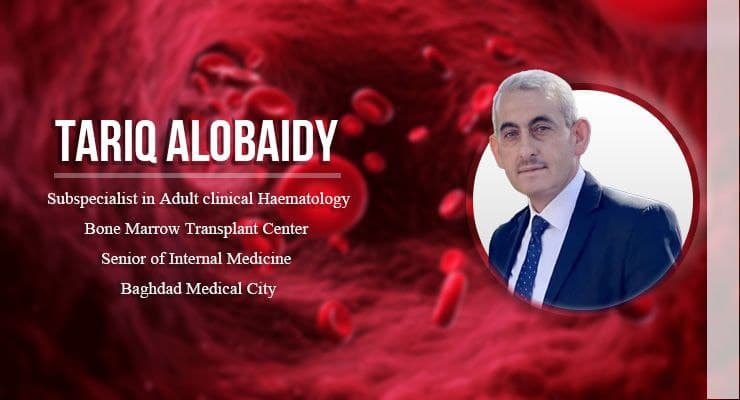 TARIQ ALOBAIDY
Subspecialist in Adult clinical Haematology
Bone Marrow Transplant Center
Senior of Internal Medicine
Baghdad Medical City